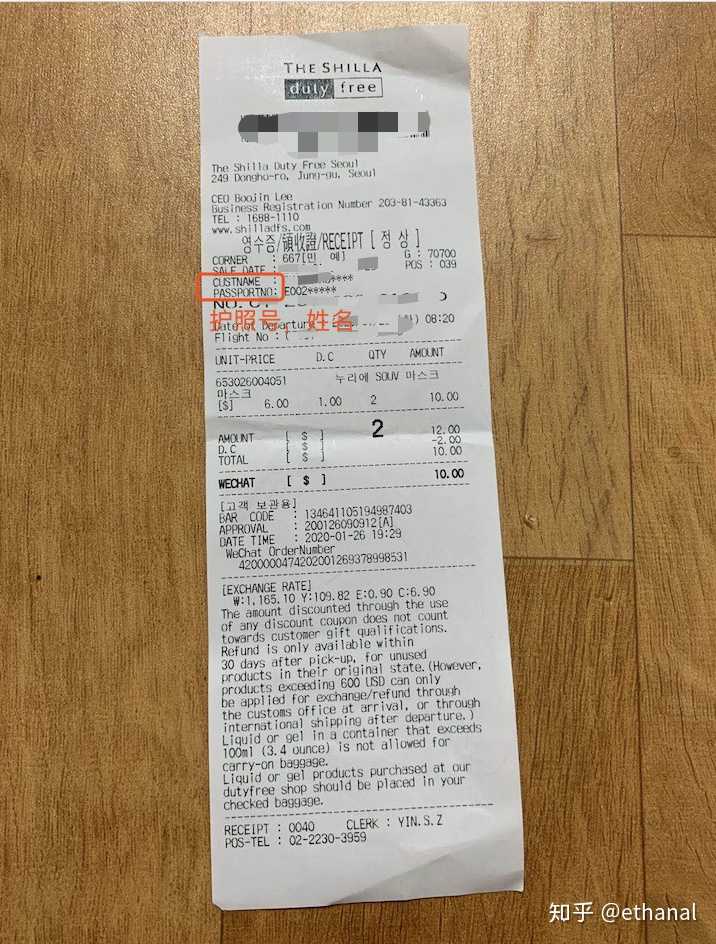 THE SHILLA
duty free
The Shilla Duty Free Seoul
249 Dongho-ro, Jung-gu, Seoul
CEO Boojin Lee
Business Registration Number 203-81-43363
TEL : 1688-1110
www.shilladfs.com
영수증/領收證/RECEIPT [ 정 상 ]
CORNER : 667[민 예] G : 70700
SALE DATE : POS : 039
CUSTNAME : ****
PASSPORTNO: E002*****
护照号，姓名
Date of Departure 08:20
Flight No : (
UNIT-PRICE D.C QTY AMOUNT
653026004051 누리에 SOUV 마스크
마스크
[$] 6.00 1.00 2 10.00
2
AMOUNT [ $ ] 12.00
D.C [ $ ] -2.00
TOTAL [ $ ] 10.00
WECHAT [ $ ] 10.00
[고객 보관용]
BAR CODE : 134641105194987403
APPROVAL : 200126090912[A]
DATE TIME : 2020-01-26 19:29
WeChat OrderNumber
4200000474202001269378998531
[EXCHANGE RATE]
W:1,165.10 Y:109.82 E:0.90 C:6.90
The amount discounted through the use
of any discount coupon does not count
towards customer gift qualifications.
Refund is only available within
30 days after pick-up, for unused
products in their original state.(However,
products exceeding 600 USD can only
be applied for exchange/refund through
the customs office at arrival, or through
international shipping after departure.)
Liquid or gel in a container that exceeds
100ml (3.4 ounce) is not allowed for
carry-on baggage.
Liquid or gel products purchased at our
dutyfree shop should be placed in your
checked baggage.
RECEIPT : 0040 CLERK : YIN.S.Z
POS-TEL : 02-2230-3959
知乎 @ethanal